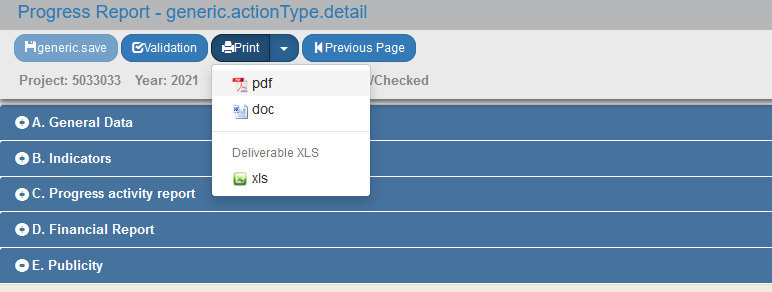 Progress Report - generic.actionType.detail
generic.save Validation Print Previous Page
Project: 5033033 Year: 2021 /Checked
pdf
doc
Deliverable XLS
xls
A. General Data
B. Indicators
C. Progress activity report
D. Financial Report
E. Publicity